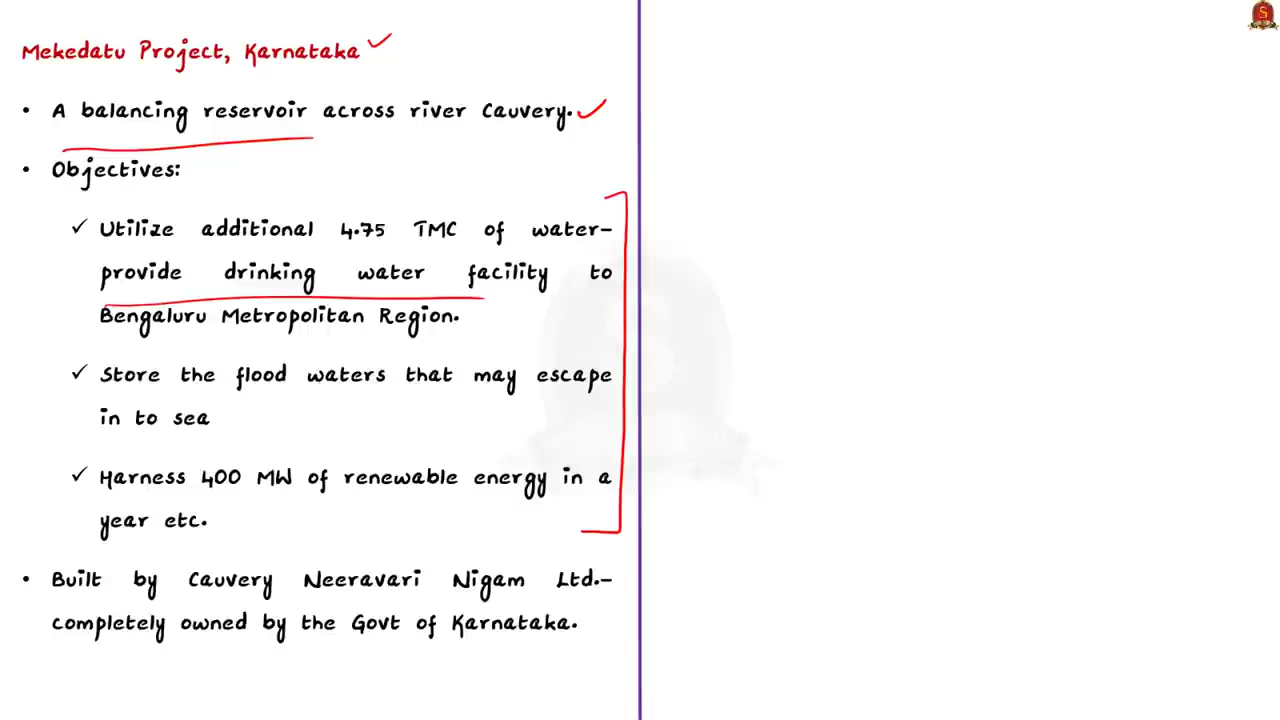 Mekedatu Project, Karnataka
• A balancing reservoir across river Cauvery.
• Objectives:
✓ Utilize additional 4.75 TMC of water-
provide drinking water facility to
Bengaluru Metropolitan Region.
✓ Store the flood waters that may escape
in to sea
✓ Harness 400 MW of renewable energy in a
year etc.
• Built by Cauvery Neeravari Nigam Ltd.-
completely owned by the Govt of Karnataka.